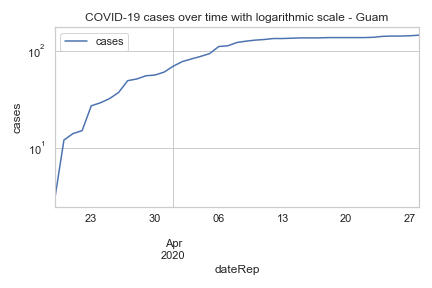 COVID-19 cases over time with logarithmic scale - Guam
cases
10²
10¹
cases
23 30 06 13 20 27
Apr
2020
dateRep